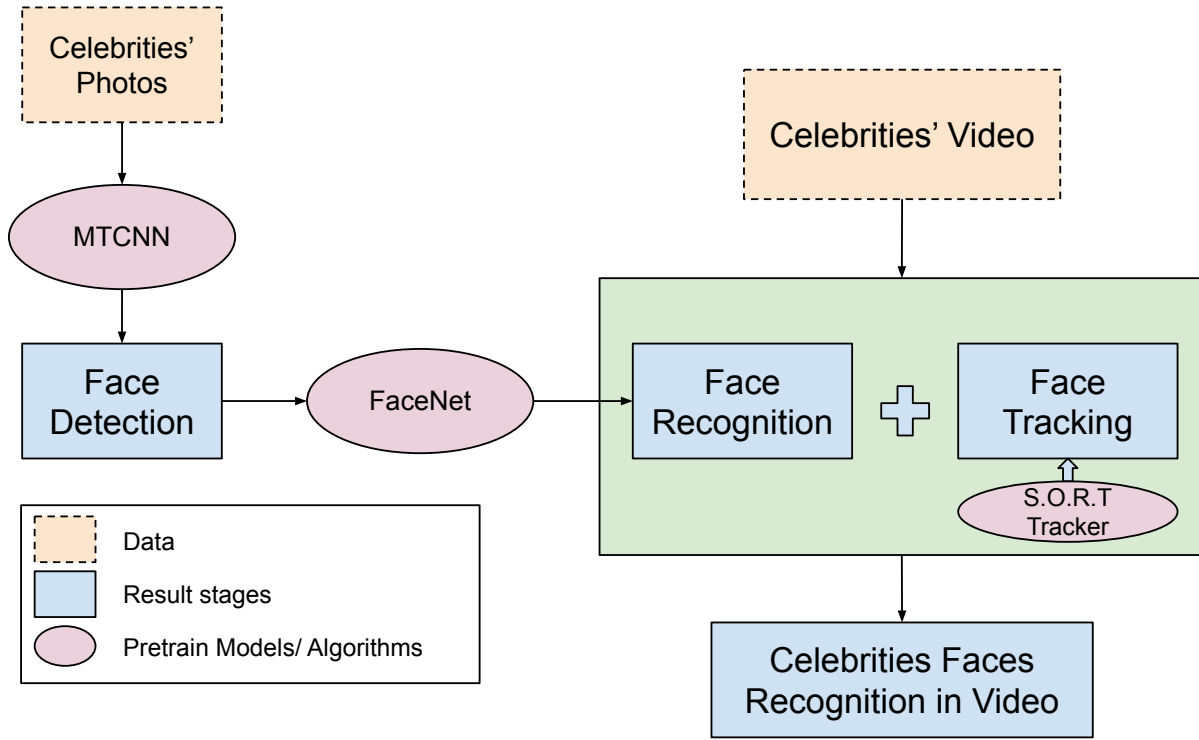 Celebrities’
Photos
Celebrities’ Video
MTCNN
Face
Detection
FaceNet
Face
Recognition
Face
Tracking
S.O.R.T
Tracker
Data
Result stages
Pretrain Models/ Algorithms
Celebrities Faces
Recognition in Video